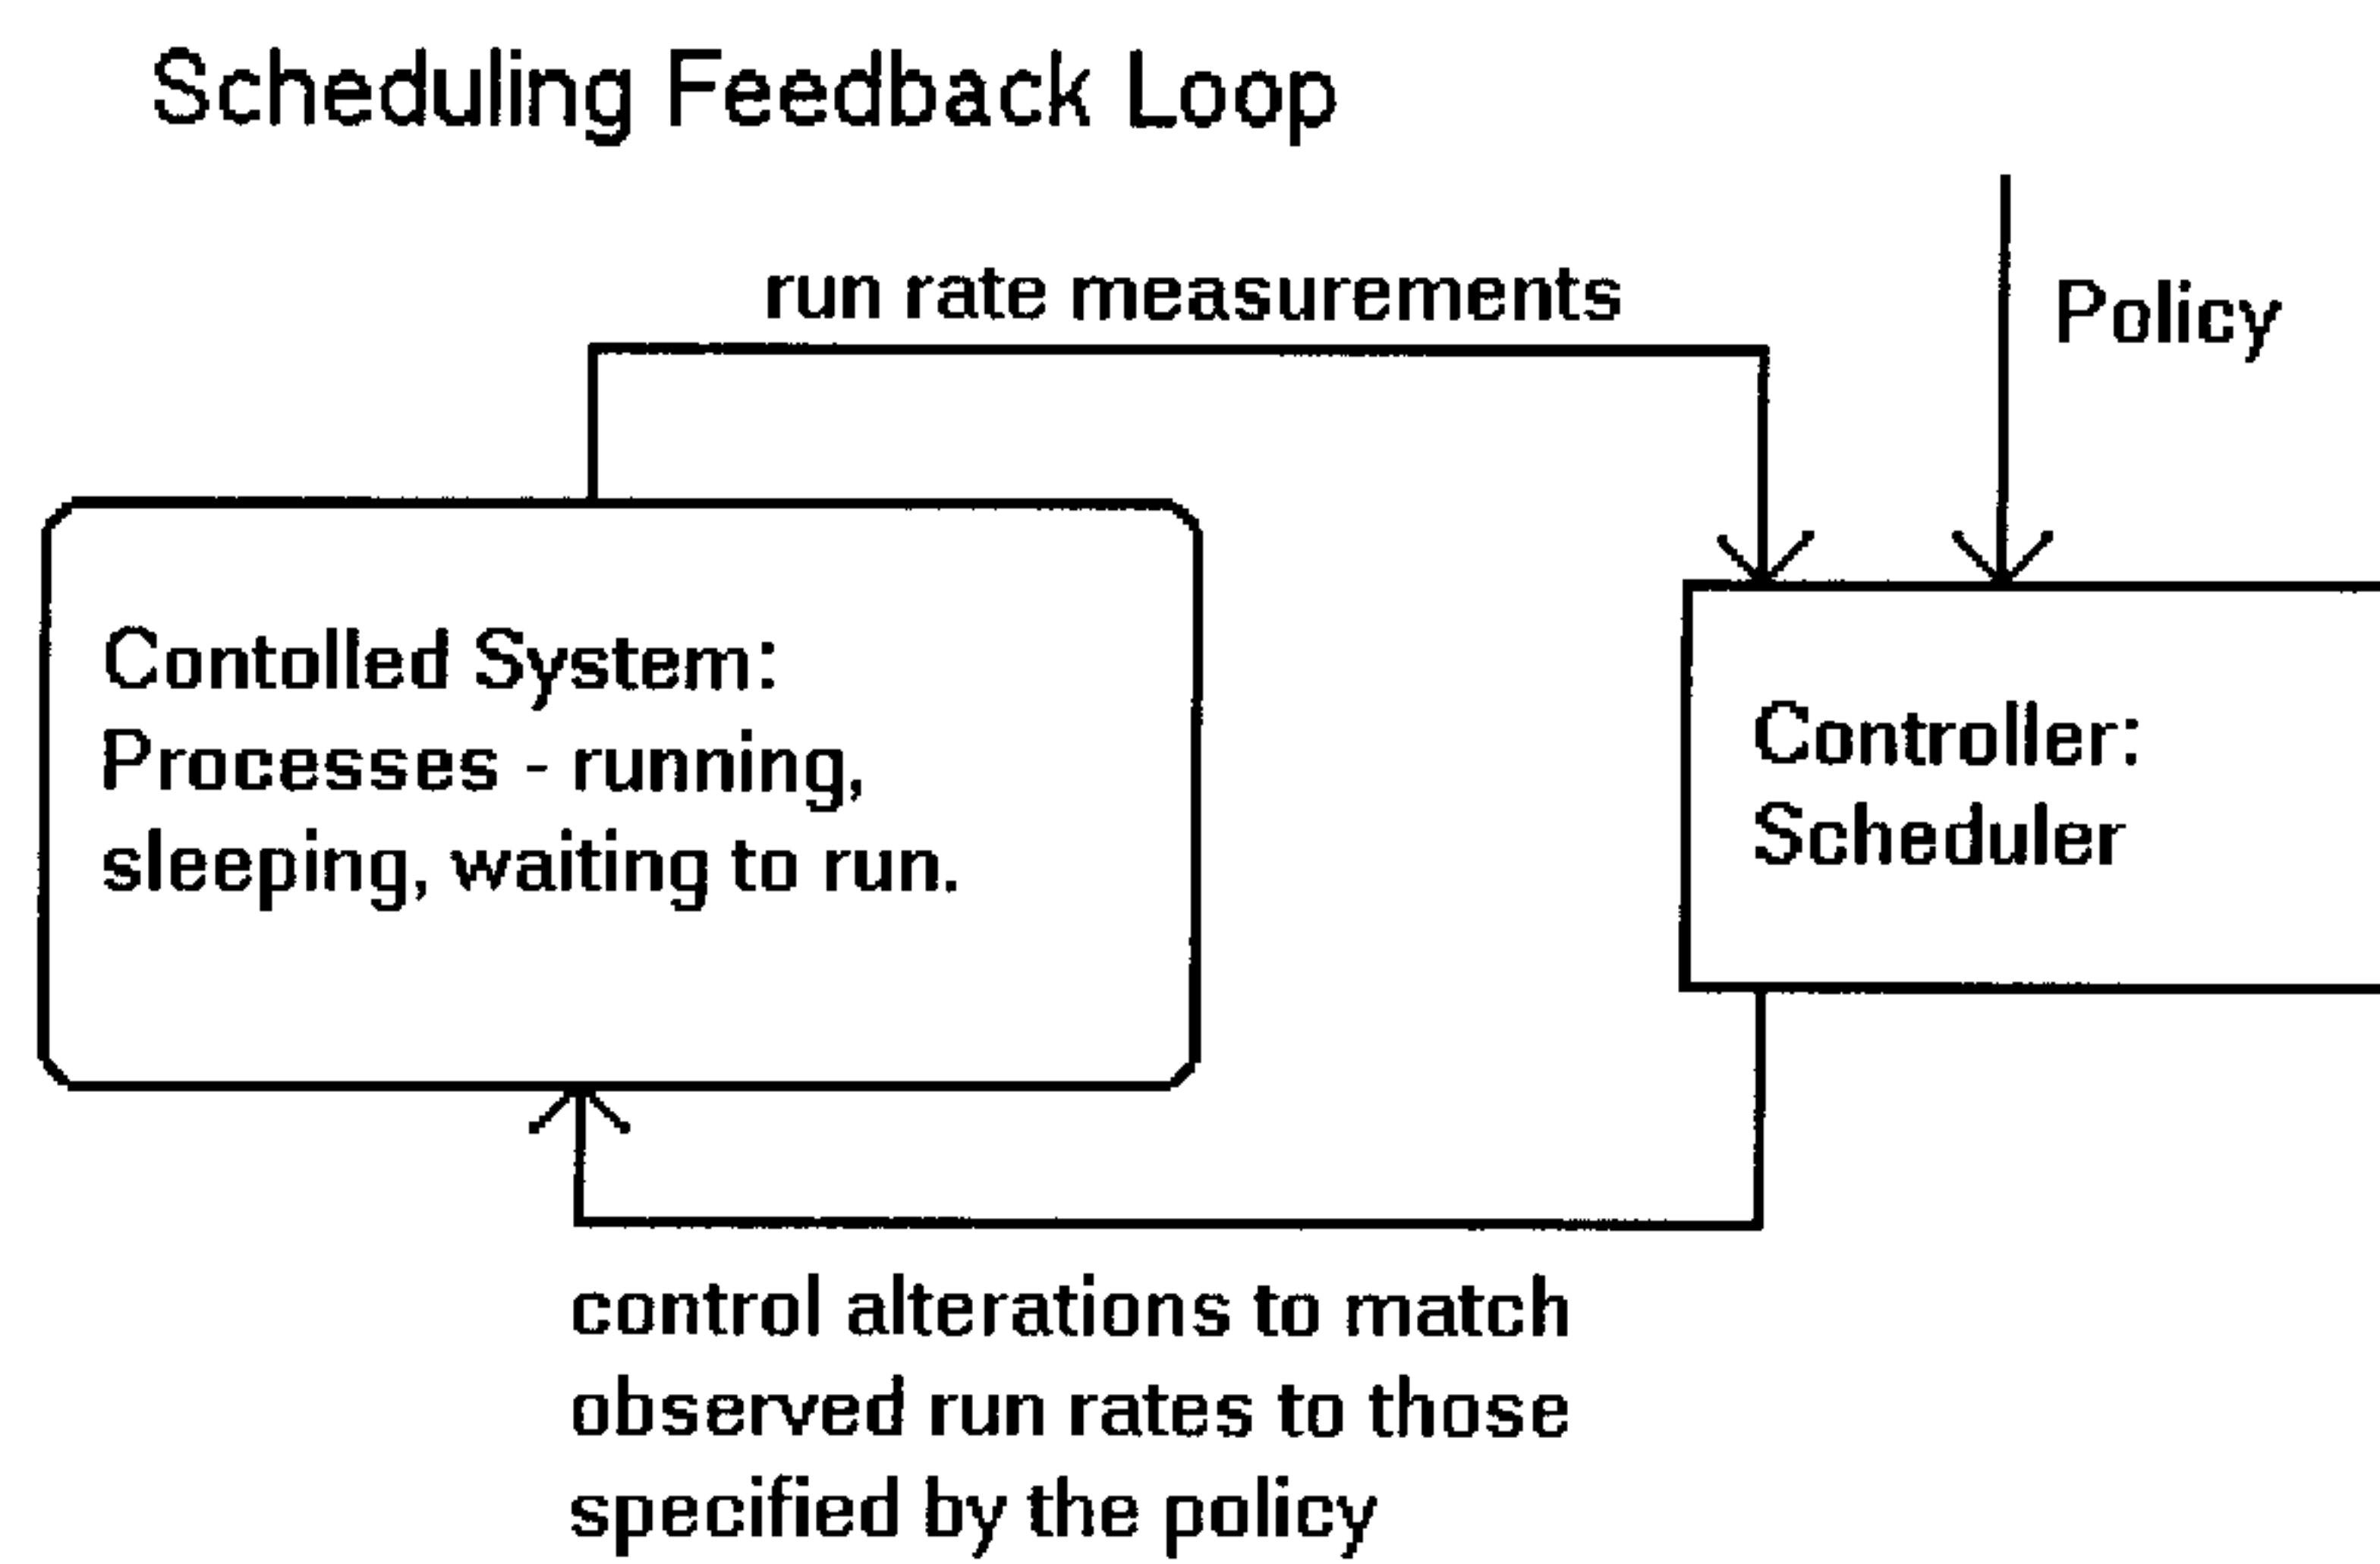 Scheduling Feedback Loop
run rate measurements
Policy
Contolled System:
Processes - running,
sleeping, waiting to run.
Controller:
Scheduler
control alterations to match
observed run rates to those
specified by the policy